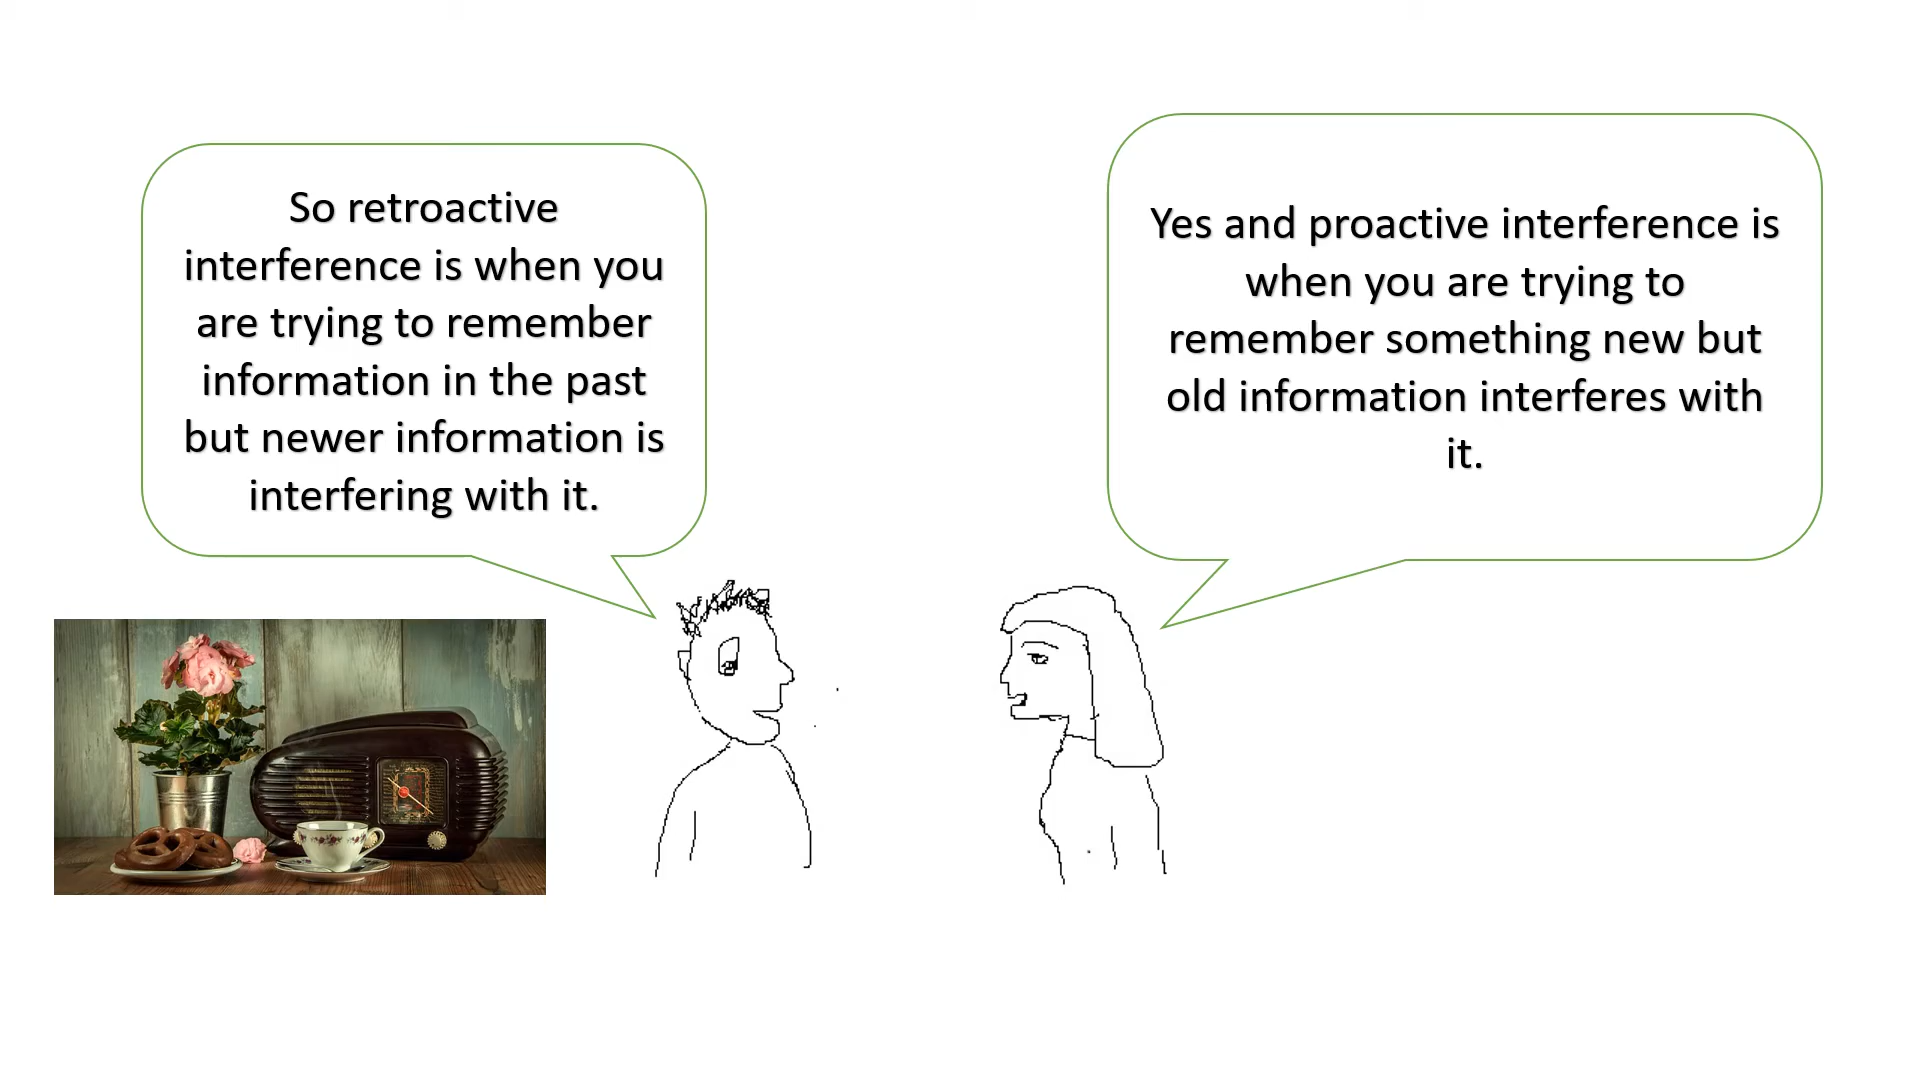 So retroactive
interference is when you
are trying to remember
information in the past
but newer information is
interfering with it.
Yes and proactive interference is
when you are trying to
remember something new but
old information interferes with
it.